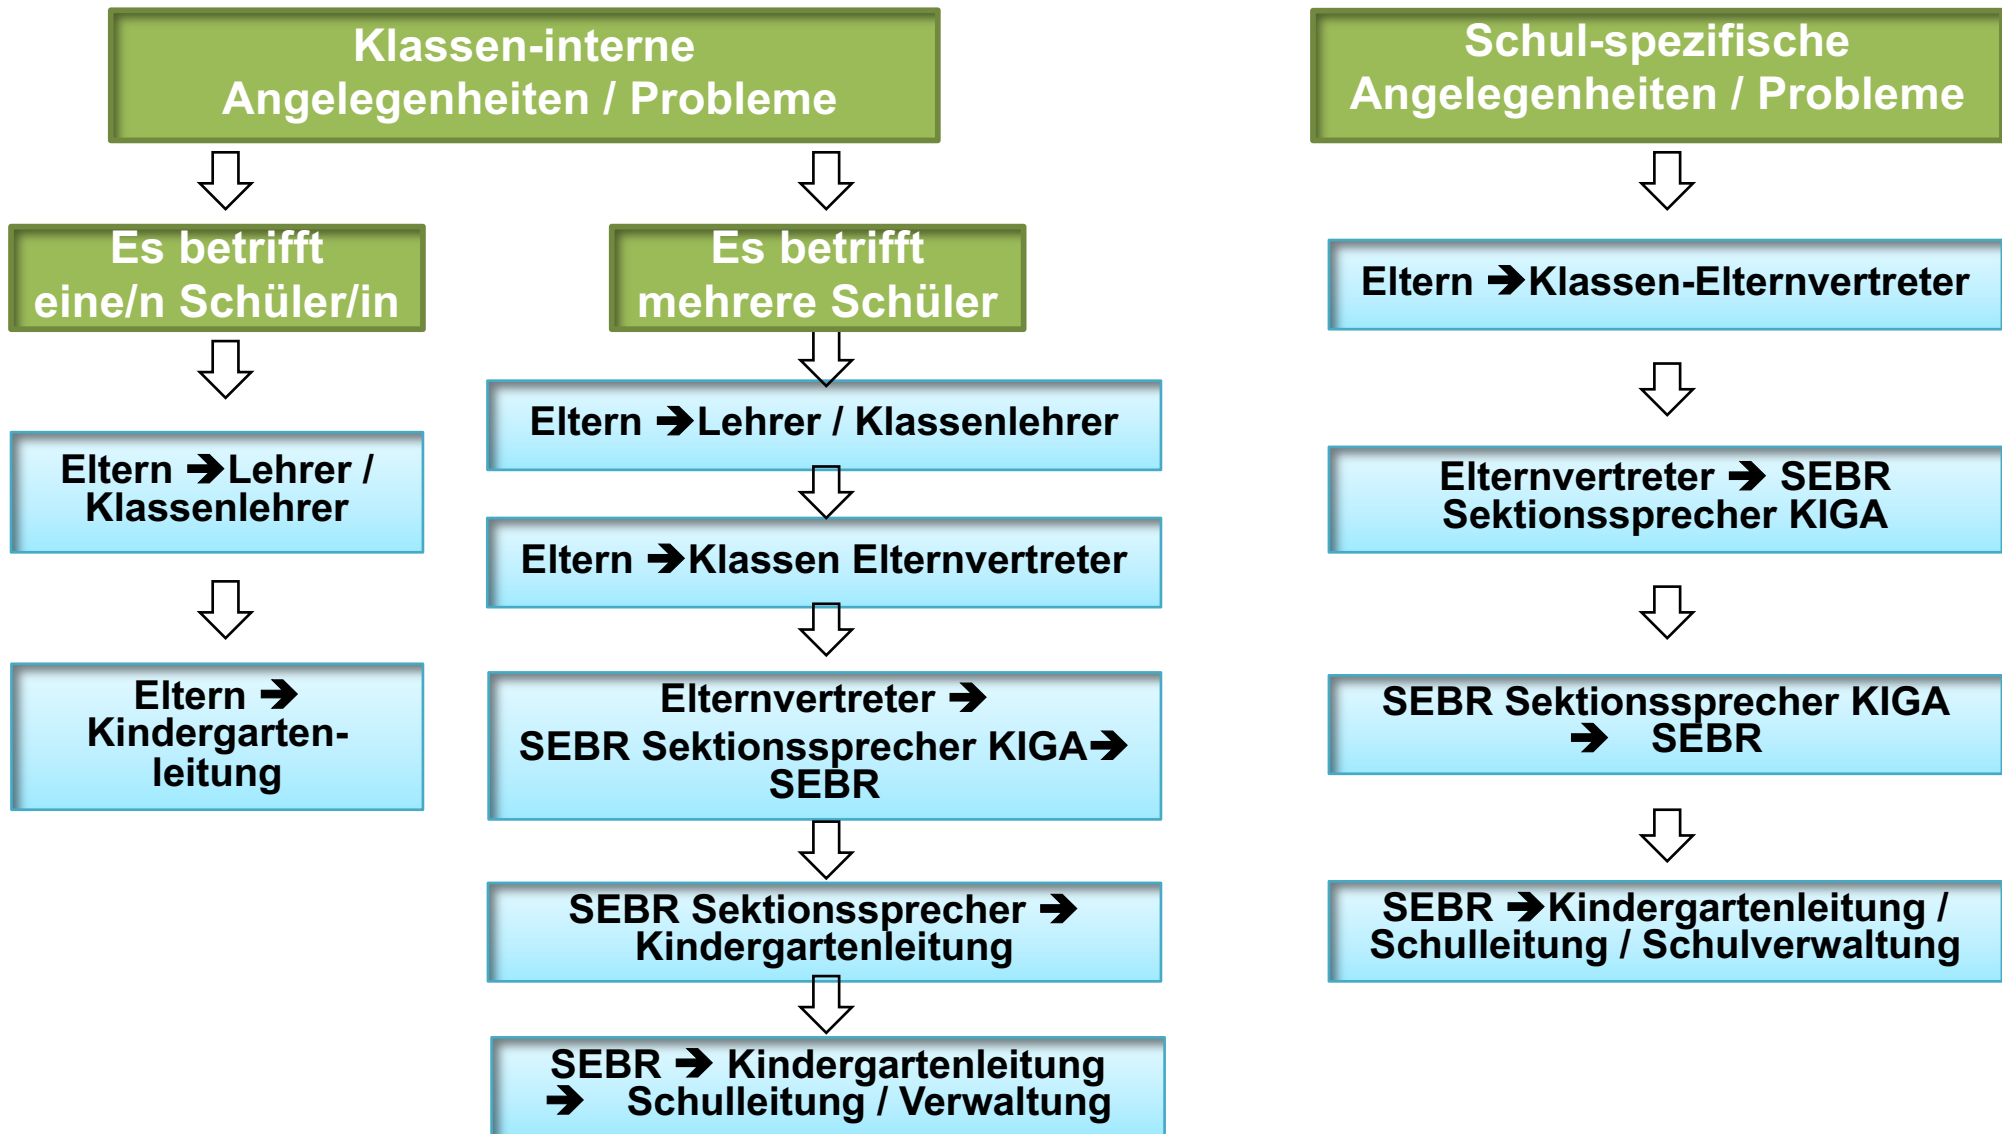 Klassen-interne
Angelegenheiten / Probleme
Es betrifft
eine/n Schüler/in
Eltern ➔Lehrer /
Klassenlehrer
Eltern ➔
Kindergarten-
leitung
Es betrifft
mehrere Schüler
Eltern ➔Lehrer / Klassenlehrer
Eltern ➔Klassen Elternvertreter
Elternvertreter ➔
SEBR Sektionssprecher KIGA➔
SEBR
SEBR Sektionssprecher ➔
Kindergartenleitung
SEBR ➔ Kindergartenleitung
➔ Schulleitung / Verwaltung
Schul-spezifische
Angelegenheiten / Probleme
Eltern ➔Klassen-Elternvertreter
Elternvertreter ➔ SEBR
Sektionssprecher KIGA
SEBR Sektionssprecher KIGA
➔ SEBR
SEBR ➔Kindergartenleitung /
Schulleitung / Schulverwaltung